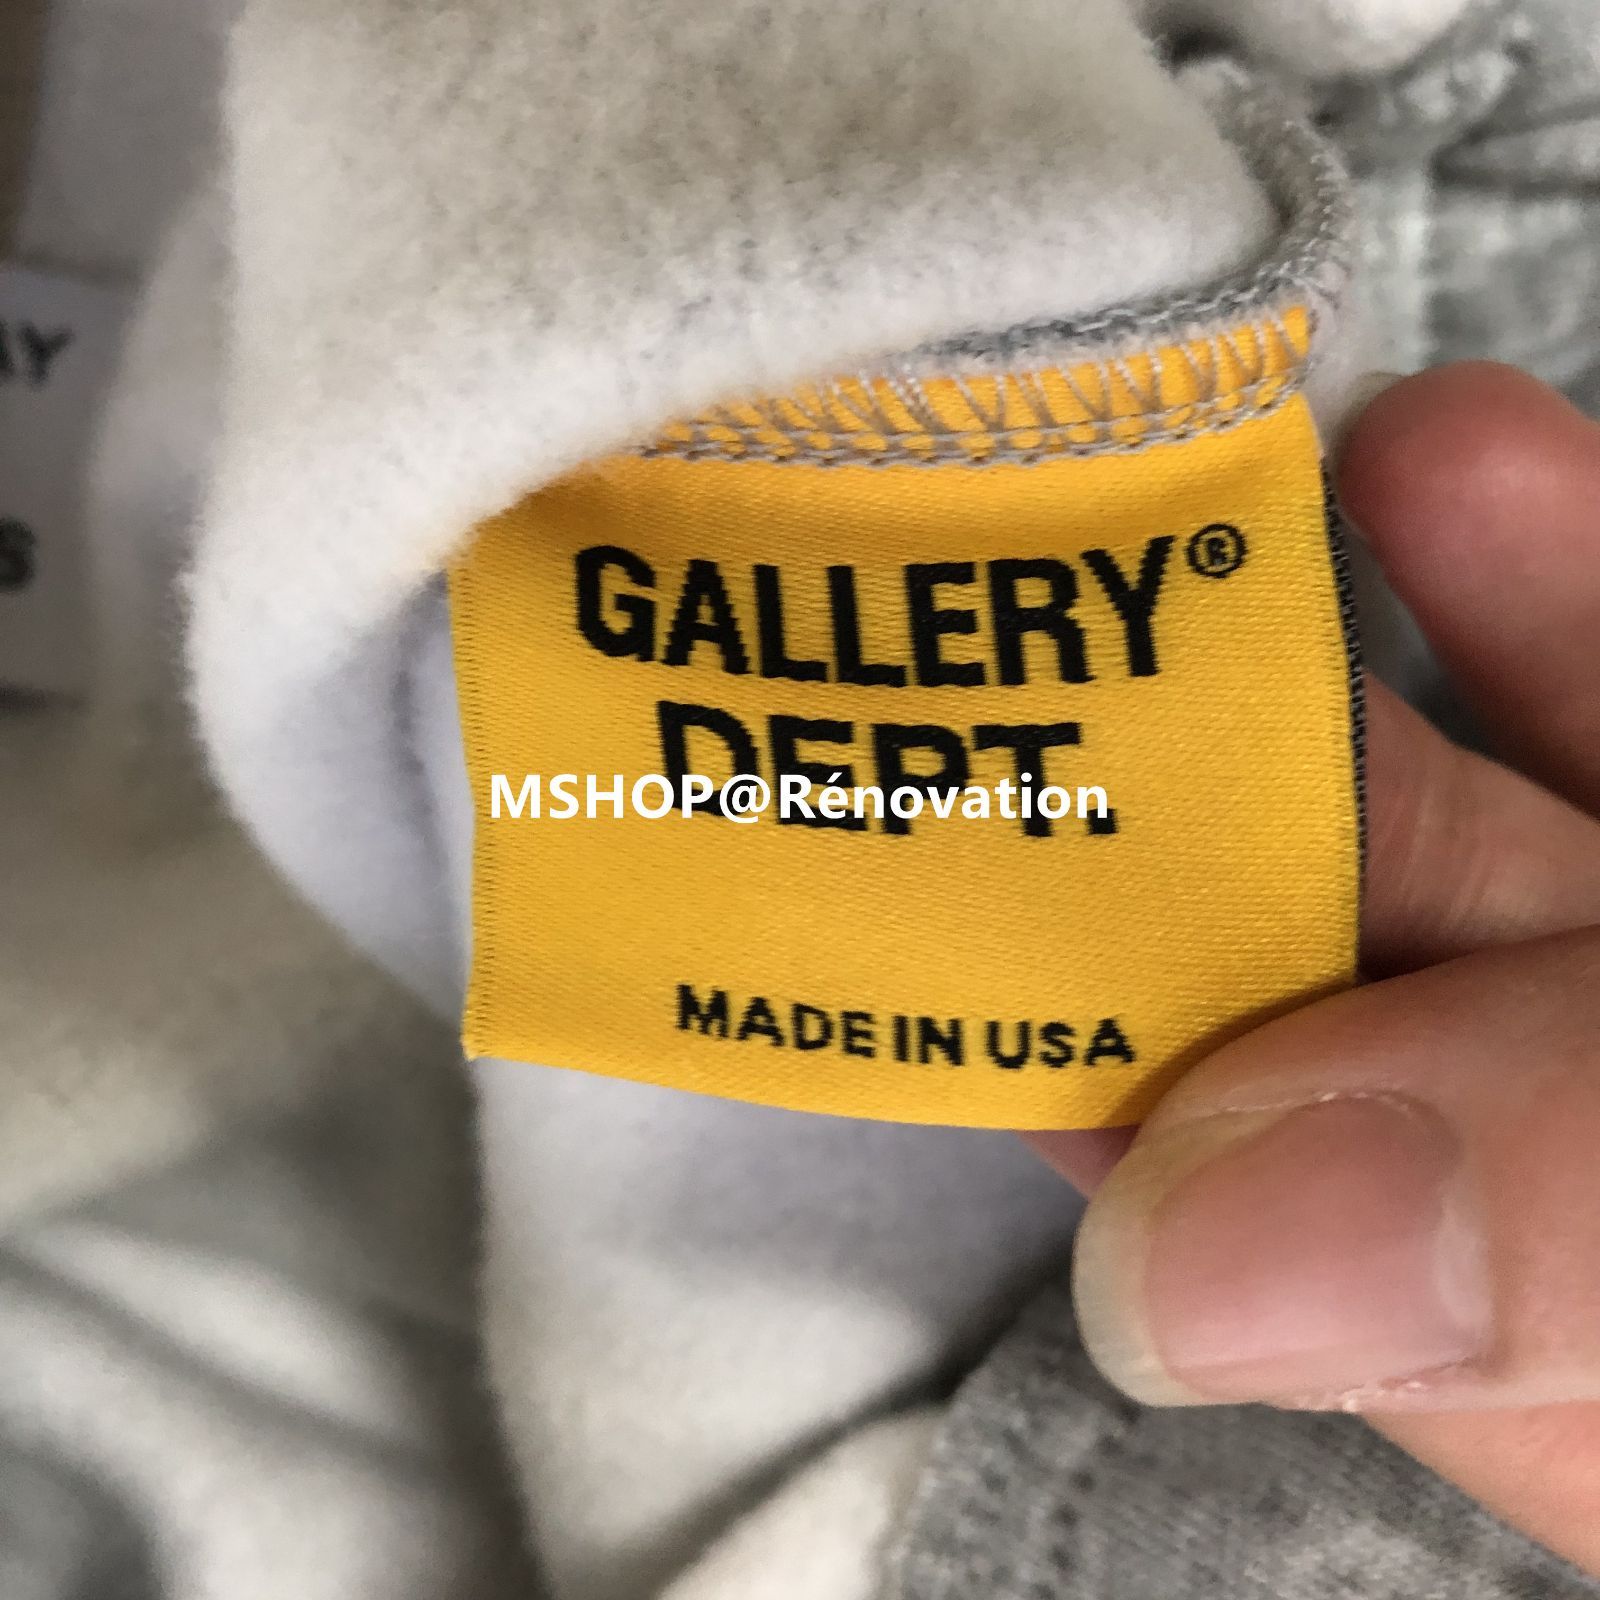 GALLERY®
DEPT.
MSHOP@Rénovation
MADE IN USA